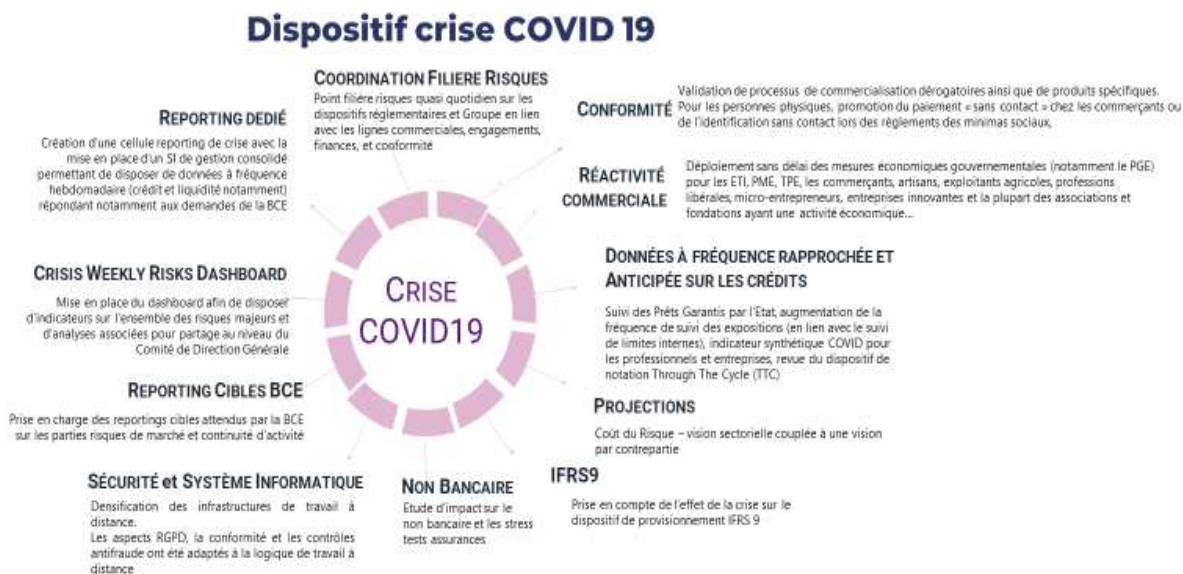 Dispositif crise COVID 19
COORDINATION FILIERE RISQUES
Point filière risques quasi quotidien sur les
dispositifs réglementaires et Groupe en lien
avec les lignes commerciales, engagements,
finances, et conformité
CONFORMITÉ
Validation de processus de commercialisation dérogatoires ainsi que de produits spécifiques.
Pour les personnes physiques, promotion du paiement « sans contact » chez les commerçants ou
de l'identification sans contact lors des règlements des minimas sociaux,
RÉACTIVITÉ
COMMERCIALE
Déploiement sans délai des mesures économiques gouvernementales (notamment le PGE)
pour les ETI, PME, TPE, les commerçants, artisans, exploitants agricoles, professions
libérales, micro-entrepreneurs, entreprises innovantes et la plupart des associations et
fondations ayant une activité économique...
DONNÉES À FRÉQUENCE RAPPROCHÉE ET
ANTICIPÉE SUR LES CRÉDITS
Suivi des Prêts Garantis par l'Etat, augmentation de la
fréquence de suivi des expositions (en lien avec le suivi
de limites internes), indicateur synthétique COVID pour
les professionnels et entreprises, revue du dispositif de
notation Through The Cycle (TTC)
PROJECTIONS
Coût du Risque – vision sectorielle couplée à une vision
par contrepartie
IFRS9
Prise en compte de l'effet de la crise sur le
dispositif de provisionnement IFRS 9
NON BANCAIRE
Etude d'impact sur le
non bancaire et les stress
tests assurances
SÉCURITÉ et SYSTÈME INFORMATIQUE
Densification des infrastructures de travail à
distance.
Les aspects RGPD, la conformité et les contrôles
antifraude ont été adaptés à la logique de travail à
distance
REPORTING CIBLES BCE
Prise en charge des reportings cibles attendus par la BCE
sur les parties risques de marché et continuité d'activité
CRISIS WEEKLY RISKS DASHBOARD
Mise en place du dashboard afin de disposer
d'indicateurs sur l'ensemble des risques majeurs et
d'analyses associées pour partage au niveau du
Comité de Direction Générale
REPORTING DEDIÉ
Création d'une cellule reporting de crise avec la
mise en place d'un SI de gestion consolidé
permettant de disposer de données à fréquence
hebdomadaire (crédit et liquidité notamment)
répondant notamment aux demandes de la BCE
CRISE
COVID19